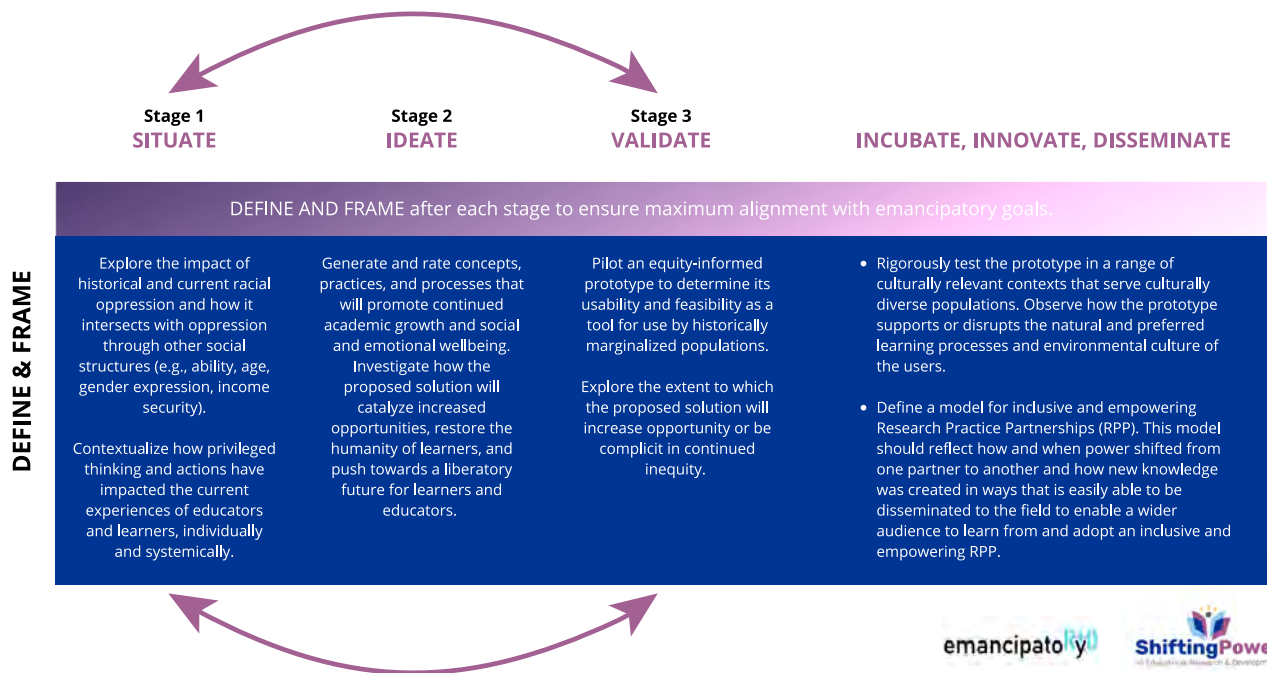 Stage 1
SITUATE
Stage 2
IDEATE
Stage 3
VALIDATE
INCUBATE, INNOVATE, DISSEMINATE
DEFINE AND FRAME after each stage to ensure maximum alignment with emancipatory goals.
DEFINE & FRAME
Explore the impact of
historical and current racial
oppression and how it
intersects with oppression
through other social
structures (e.g., ability, age,
gender expression, income
security).
Contextualize how privileged
thinking and actions have
impacted the current
experiences of educators
and learners, individually
and systemically.
Generate and rate concepts,
practices, and processes that
will promote continued
academic growth and social
and emotional wellbeing.
Investigate how the
proposed solution will
catalyze increased
opportunities, restore the
humanity of learners, and
push towards a liberatory
future for learners and
educators.
Pilot an equity-informed
prototype to determine its
usability and feasibility as a
tool for use by historically
marginalized populations.
Explore the extent to which
the proposed solution will
increase opportunity or be
complicit in continued
inequity.
• Rigorously test the prototype in a range of
culturally relevant contexts that serve culturally
diverse populations. Observe how the prototype
supports or disrupts the natural and preferred
learning processes and environmental culture of
the users.
• Define a model for inclusive and empowering
Research Practice Partnerships (RPP). This model
should reflect how and when power shifted from
one partner to another and how new knowledge
was created in ways that is easily able to be
disseminated to the field to enable a wider
audience to learn from and adopt an inclusive and
empowering RPP.
emancipatoRy
ShiftingPowe
Educational Research & Developm